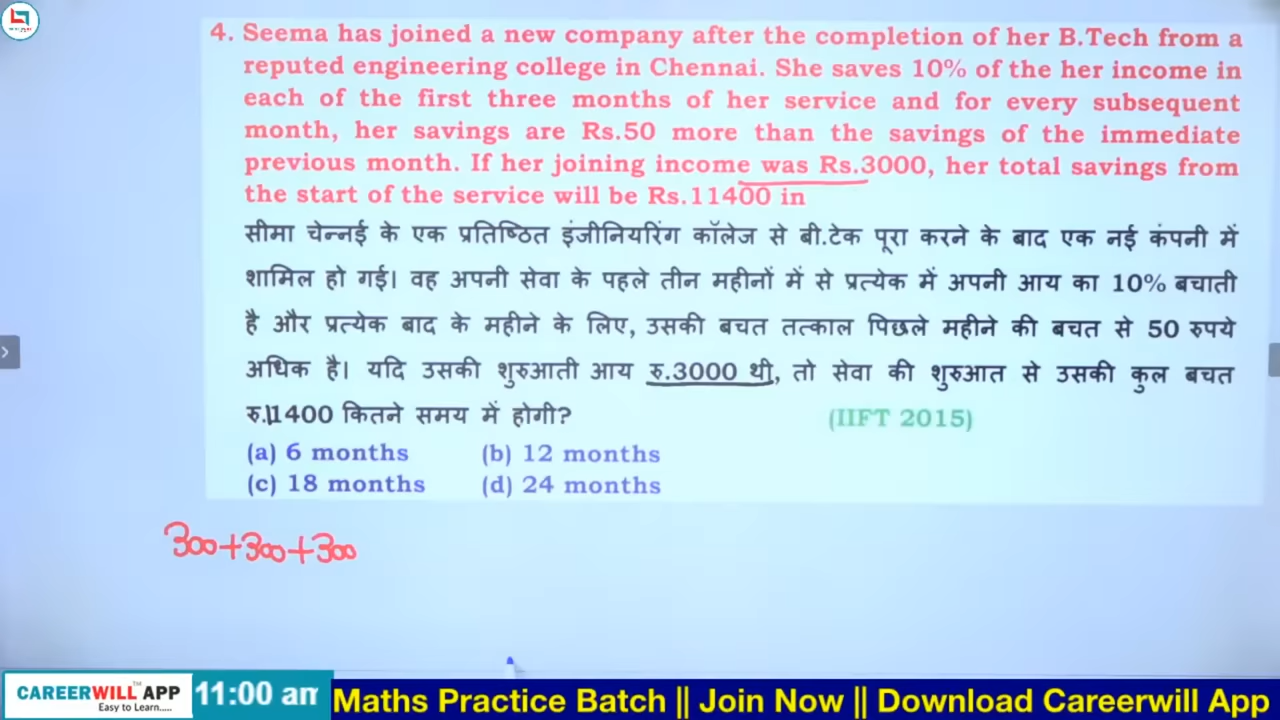 4. Seema has joined a new company after the completion of her B.Tech from a
reputed engineering college in Chennai. She saves 10% of the her income in
each of the first three months of her service and for every subsequent
month, her savings are Rs.50 more than the savings of the immediate
previous month. If her joining income was Rs.3000, her total savings from
the start of the service will be Rs.11400 in
सीमा चेन्नई के एक प्रतिष्ठित इंजीनियरिंग कॉलेज से बी.टेक पूरा करने के बाद एक नई कंपनी में
शामिल हो गई। वह अपनी सेवा के पहले तीन महीनों में से प्रत्येक में अपनी आय का 10% बचाती
है और प्रत्येक बाद के महीने के लिए, उसकी बचत तत्काल पिछले महीने की बचत से 50 रुपये
अधिक है। यदि उसकी शुरुआती आय रु.3000 थी, तो सेवा की शुरुआत से उसकी कुल बचत
रु.11400 कितने समय में होगी?
(IIFT 2015)
(a) 6 months (b) 12 months
(c) 18 months (d) 24 months
300+300+300
CAREERWILL APP
Easy to Learn.....
11:00 am
Maths Practice Batch || Join Now || Download Careerwill App